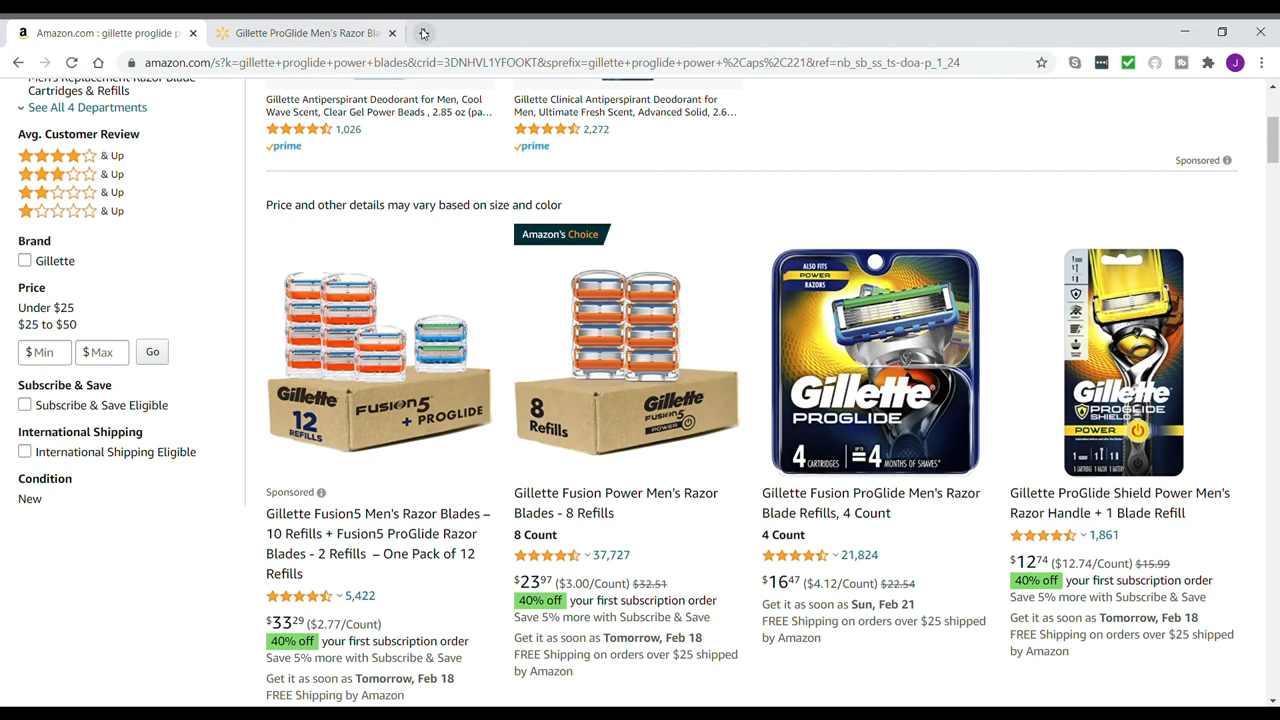 Amazon.com : gillette proglide p
Gillette ProGlide Men's Razor Bla
amazon.com/s?k=gillette+proglide+power+blades&crid=3DNHVL1YFOOKT&sprefix=gillette+proglide+power+%2Caps%2C221&ref=nb_sb_ss_ts-doa-p_1_24
Men's Replacement Razor Blade
Cartridges & Refills
See All 4 Departments
Avg. Customer Review
& Up
& Up
& Up
& Up
Brand
Gillette
Price
Under $25
$25 to $50
$ Min
$ Max
Go
Subscribe & Save
Subscribe & Save Eligible
International Shipping
International Shipping Eligible
Condition
New
Gillette Antiperspirant Deodorant for Men, Cool
Wave Scent, Clear Gel Power Beads , 2.85 oz (pa…
1,026
prime
Gillette Clinical Antiperspirant Deodorant for
Men, Ultimate Fresh Scent, Advanced Solid, 2.6…
2,272
prime
Sponsored
Price and other details may vary based on size and color
Gillette
12
REFILLS
FUSION5
+ PROGLIDE
Sponsored
Gillette Fusion5 Men's Razor Blades –
10 Refills + Fusion5 ProGlide Razor
Blades - 2 Refills – One Pack of 12
Refills
5,422
$33.29 ($2.77/Count)
40% off your first subscription order
Save 5% more with Subscribe & Save
Get it as soon as Tomorrow, Feb 18
FREE Shipping by Amazon
Amazon's Choice
8
Refills
Gillette
FUSION5
POWER
Gillette Fusion Power Men's Razor
Blades - 8 Refills
8 Count
37,727
$23.97 ($3.00/Count) $32.51
40% off your first subscription order
Save 5% more with Subscribe & Save
Get it as soon as Tomorrow, Feb 18
FREE Shipping on orders over $25 shipped
by Amazon
ALSO FITS
POWER
RAZORS
Gillette
PROGLIDE
4 CARTRIDGES
UP TO
=4 MONTHS OF SHAVES
Gillette Fusion ProGlide Men's Razor
Blade Refills, 4 Count
4 Count
21,824
$16.47 ($4.12/Count) $22.54
Get it as soon as Sun, Feb 21
FREE Shipping on orders over $25 shipped
by Amazon
Gillette
PROGLIDE
SHIELD
POWER
Gillette ProGlide Shield Power Men's
Razor Handle + 1 Blade Refill
1,861
$12.74 ($12.74/Count) $15.99
40% off your first subscription order
Save 5% more with Subscribe & Save
Get it as soon as Tomorrow, Feb 18
FREE Shipping on orders over $25 shipped
by Amazon